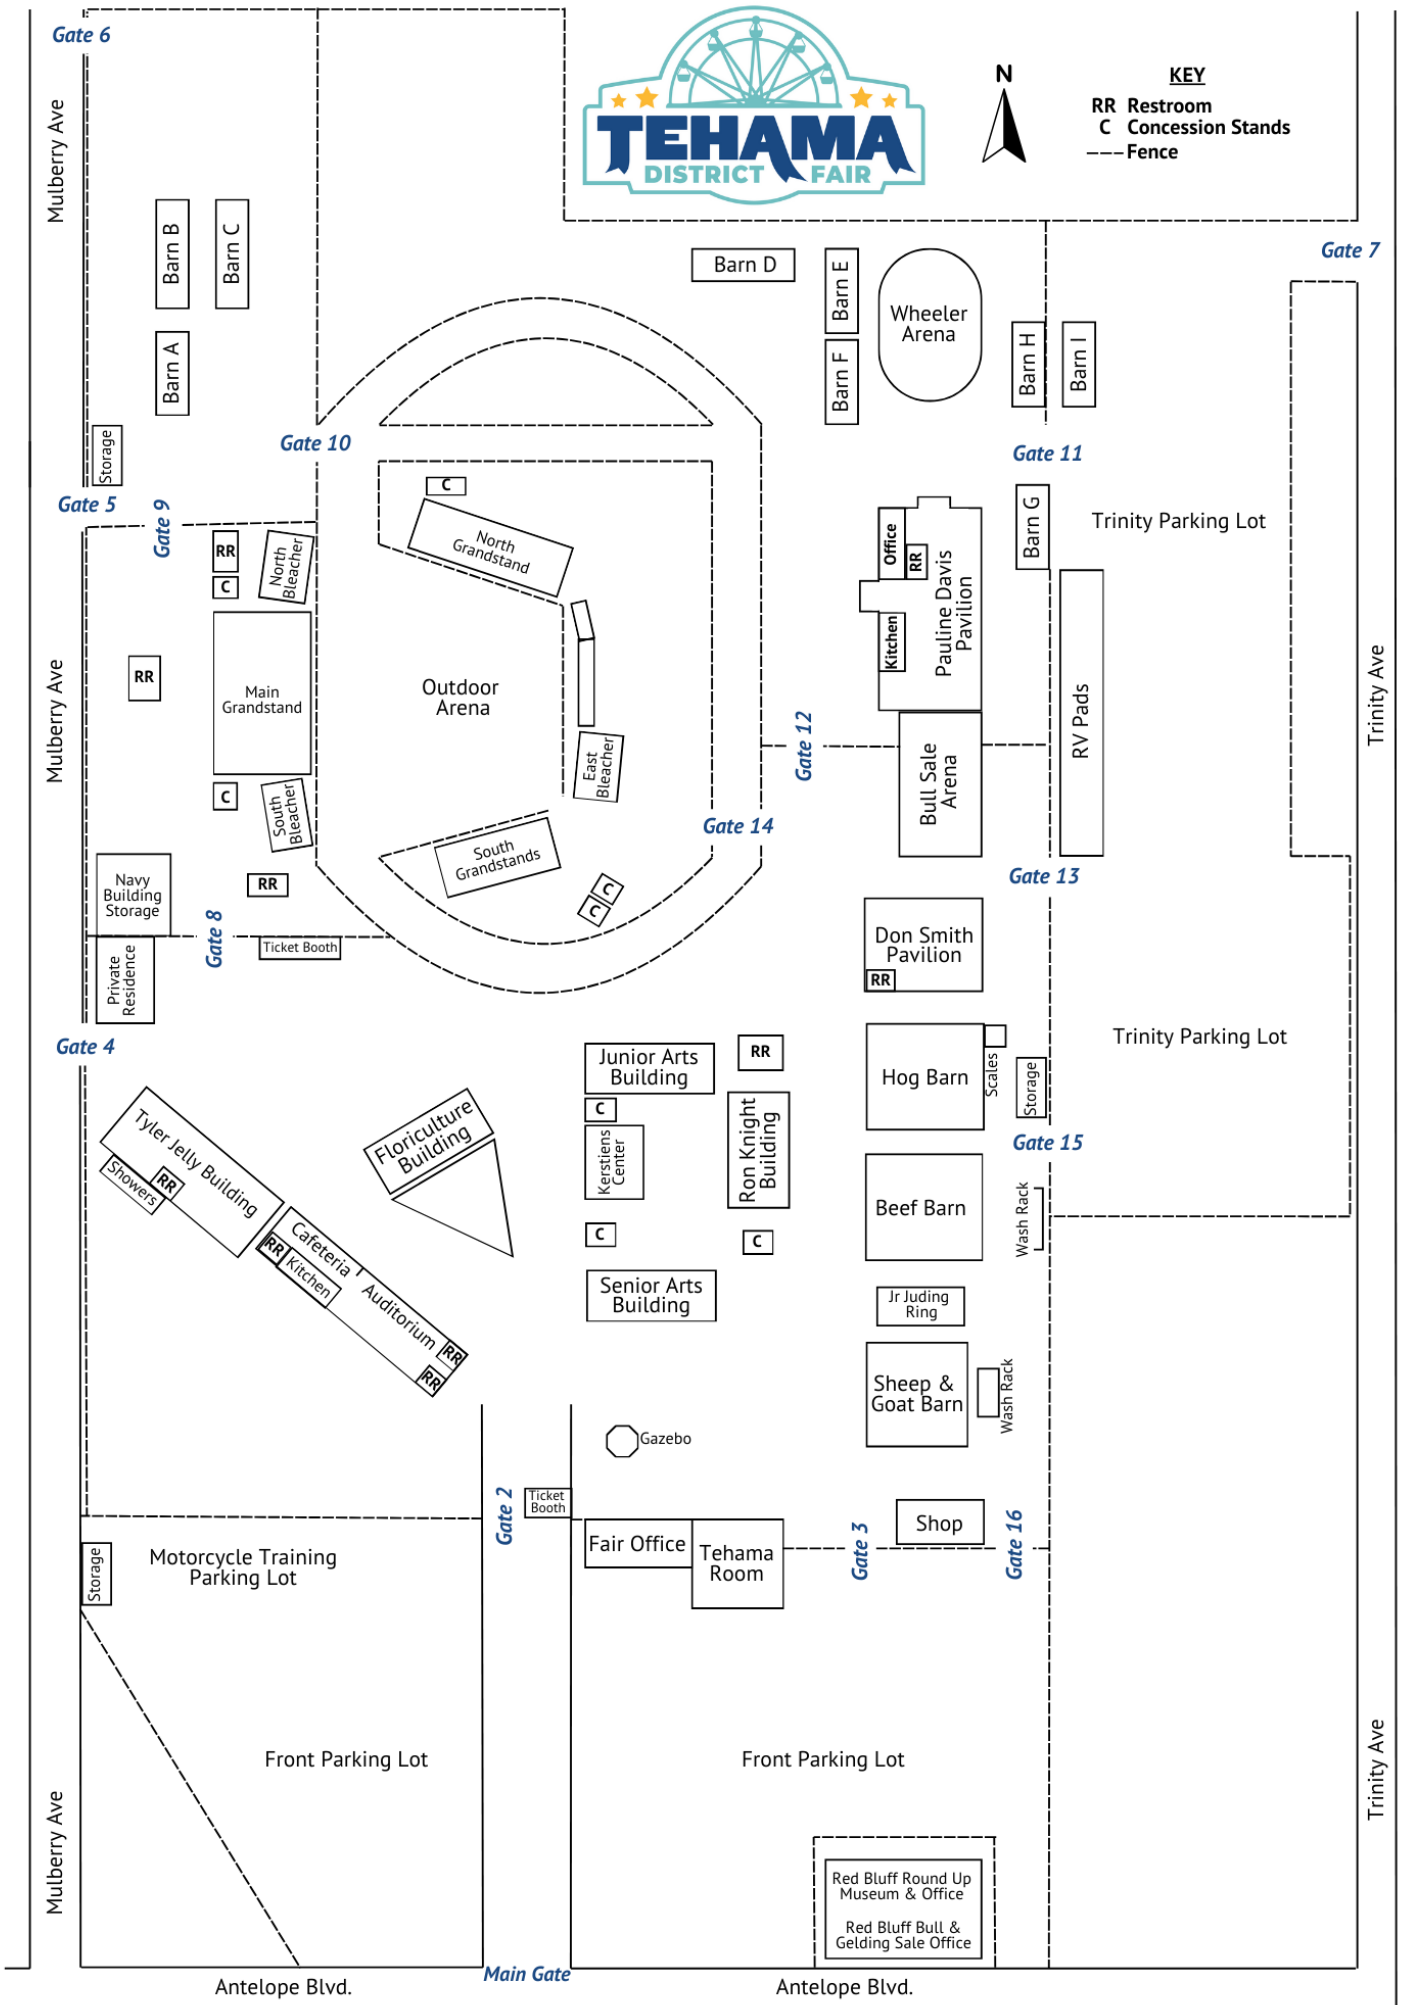 Gate 6
TEHAMA
DISTRICT FAIR
N
KEY
RR Restroom
C Concession Stands
Fence
Mulberry Ave
Barn B
Barn C
Barn A
Barn D
Barn E
Barn F
Wheeler
Arena
Gate 7
Barn H
Barn I
Storage
Gate 10
Gate 11
Gate 5
Gate 9
C
North
Grandstand
RR
C
North
Bleacher
Office
RR
Kitchen
Pauline Davis
Pavilion
Barn G
Trinity Parking Lot
Mulberry Ave
RR
Main
Grandstand
Outdoor
Arena
East
Bleacher
Gate 12
Bull Sale
Arena
RV Pads
Trinity Ave
C
South
Bleacher
South
Grandstands
Gate 14
C
C
Gate 13
Navy
Building
Storage
RR
Gate 8
Ticket Booth
Private
Residence
Don Smith
Pavilion
RR
Gate 4
Junior Arts
Building
RR
Hog Barn
Scales
Storage
Trinity Parking Lot
Tyler Jelly Building
Showers
RR
Floriculture
Building
C
Kerstiens
Center
Ron Knight
Building
Gate 15
Beef Barn
Wash Rack
Cafeteria
RR
Kitchen
Auditorium
RR
RR
C
C
Senior Arts
Building
Jr Juding
Ring
Sheep &
Goat Barn
Wash Rack
Gazebo
Gate 2
Ticket
Booth
Fair Office
Tehama
Room
Gate 3
Shop
Gate 16
Storage
Motorcycle Training
Parking Lot
Front Parking Lot
Front Parking Lot
Mulberry Ave
Trinity Ave
Red Bluff Round Up
Museum & Office
Red Bluff Bull &
Gelding Sale Office
Main Gate
Antelope Blvd.
Antelope Blvd.